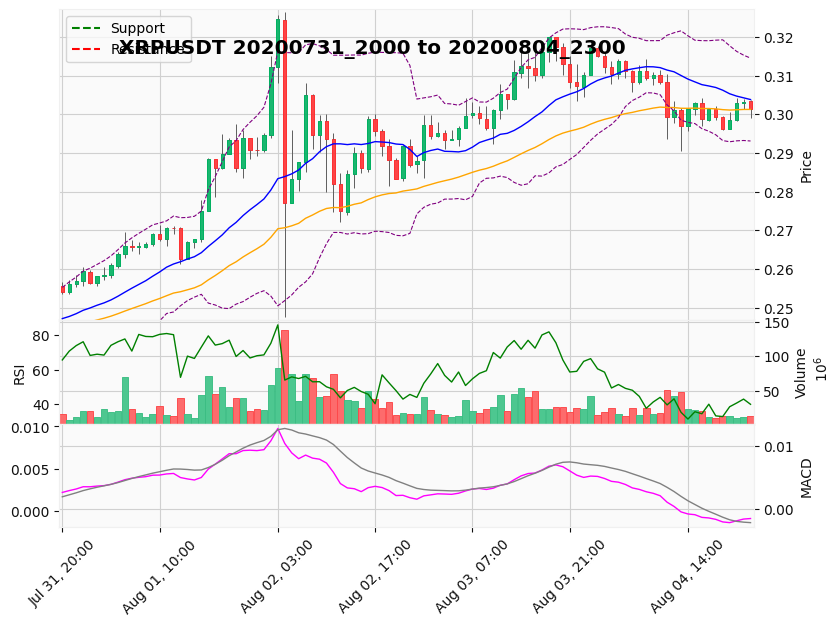 XRPUSDT 20200731_2000 to 20200804_2300
Support
Resistance
0.32
0.31
0.30
0.29
0.28
0.27
0.26
0.25
Price
80
60
40
RSI
150
100
50
Volume
10^6
0.010
0.005
0.000
0.01
0.00
MACD
Jul 31, 20:00
Aug 01, 10:00
Aug 02, 03:00
Aug 02, 17:00
Aug 03, 07:00
Aug 03, 21:00
Aug 04, 14:00